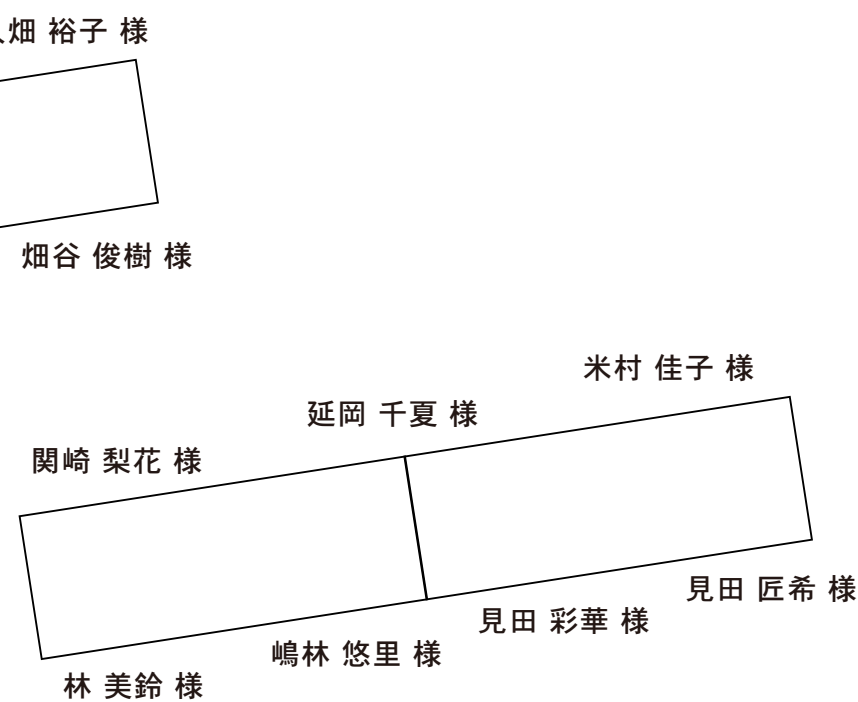 畑 裕子 様
畑谷 俊樹 様
米村 佳子 様
延岡 千夏 様
関崎 梨花 様
見田 匠希 様
見田 彩華 様
嶋林 悠里 様
林 美鈴 様